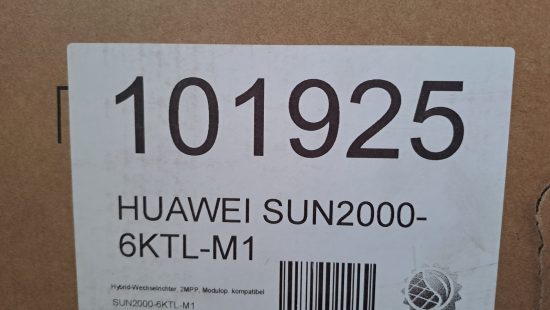 101925
HUAWEI SUN2000-
6KTL-M1
Hybrid-Wechselrichter, 2MPP, Modulop. kompatibel
SUN2000-6KTL-M1